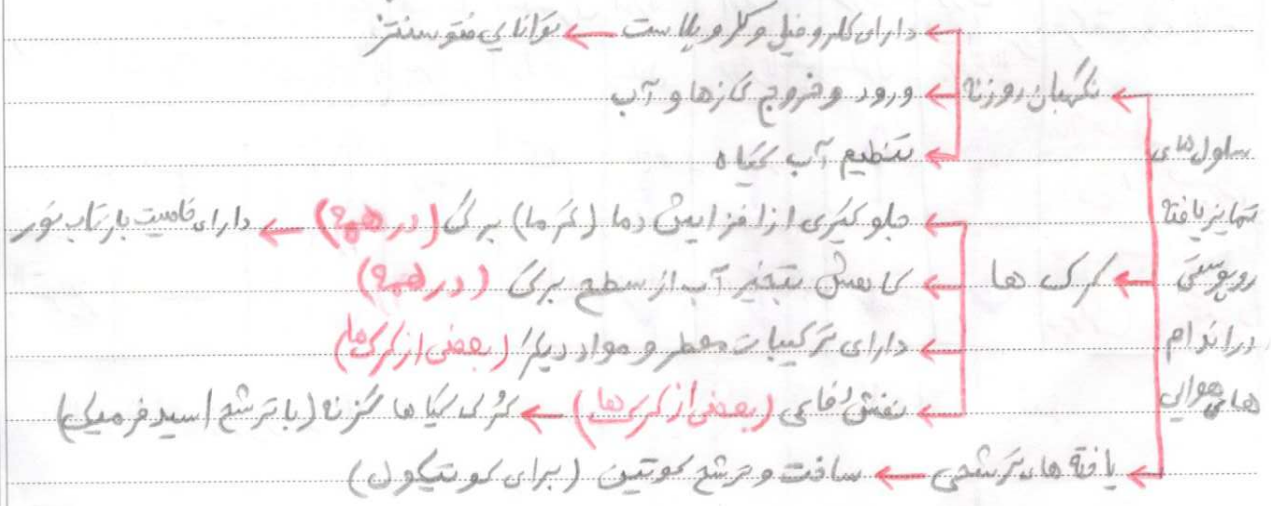 دارای کلروفیل و کلروپلاست ← توانایی فتوسنتز
نگهبان روزنه ← ورود و خروج گازها و آب
تنظیم آب گیاه
سلول های تمایز یافته روپوستی در اندام های هوایی
جلوگیری از افزایش دما (گرما) برگ (در همه) ← دارای خاصیت بازتاب نور
کرک ها ← کاهش تبخیر آب از سطح برگ (در همه)
دارای ترکیبات معطر و مواد دیگر (بعضی از کرک ها)
نقش دفاعی (بعضی از کرک ها) ← کرک گیاه گزنه (با ترشح اسید فرمیک)
یافته های ترشحی ← ساخت و ترشح کوتین (برای کوتیکول)